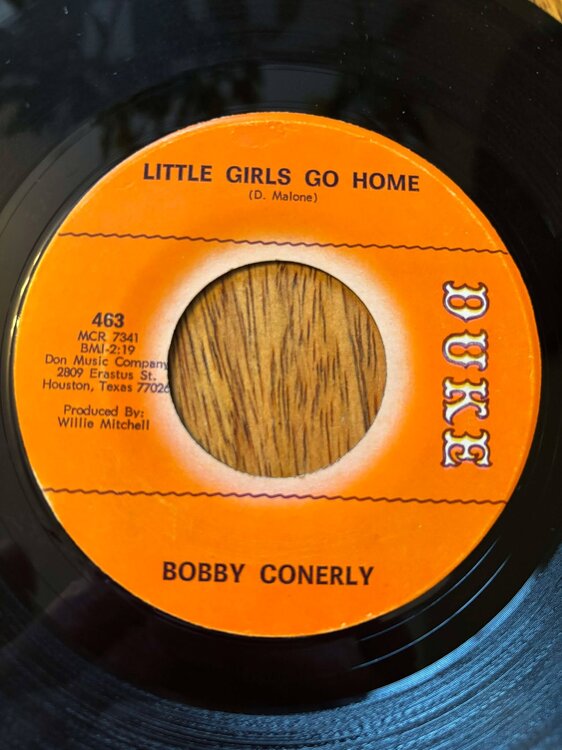 LITTLE GIRLS GO HOME
(D. Malone)
463
MCR 7341
BMI-2:19
Don Music Company
2809 Erastus St.
Houston, Texas 77026
Produced By:
Willie Mitchell
DUKE
BOBBY CONERLY